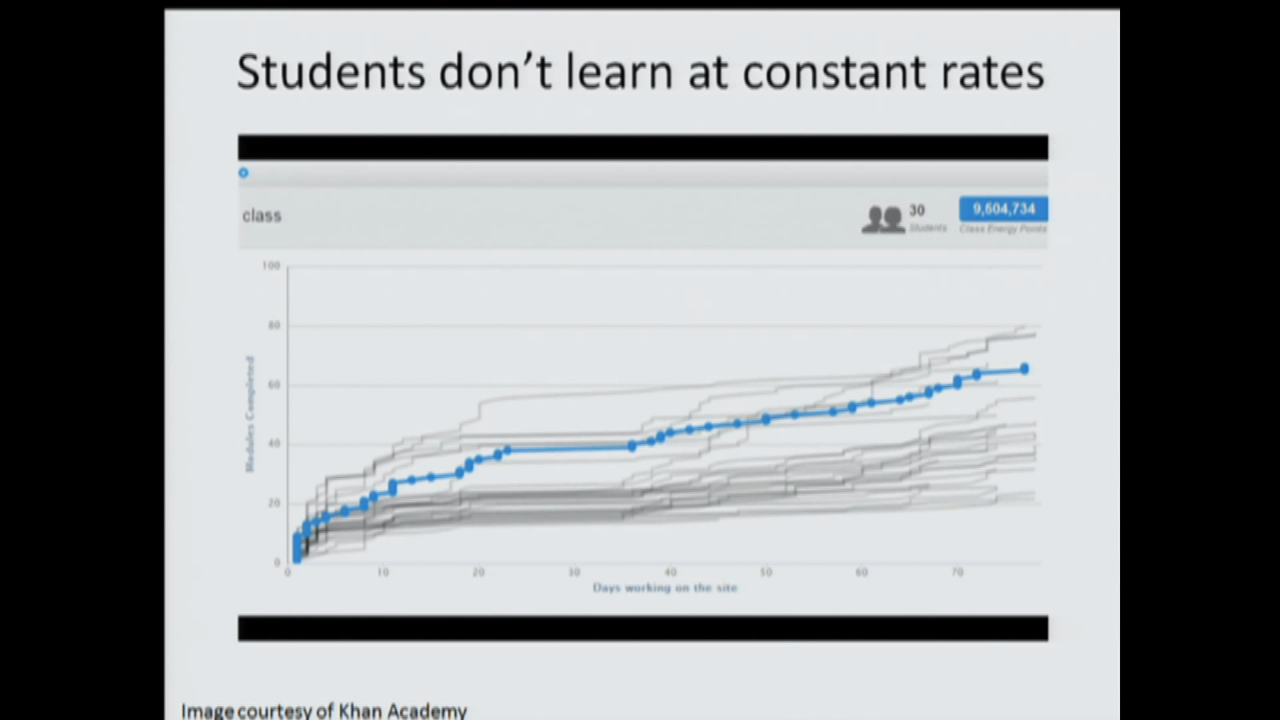 Students don't learn at constant rates
class
30
Students
9,604,734
Class Energy Points
100
80
60
40
20
0
Modules Completed
0 10 20 30 40 50 60 70
Days working on the site
Image courtesy of Khan Academy